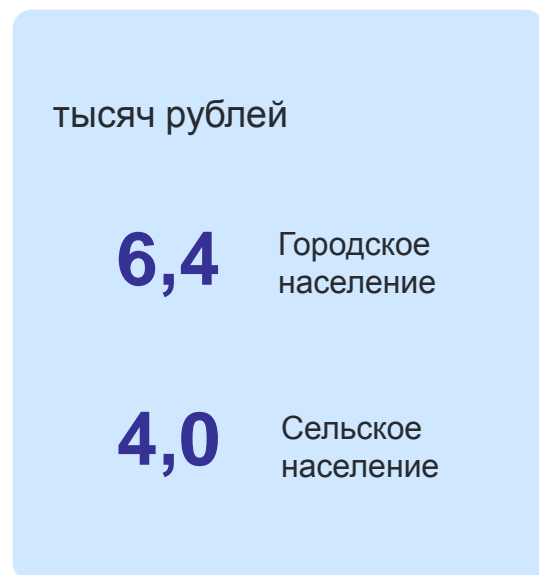 тысяч рублей
6,4
Городское
население
4,0
Сельское
население